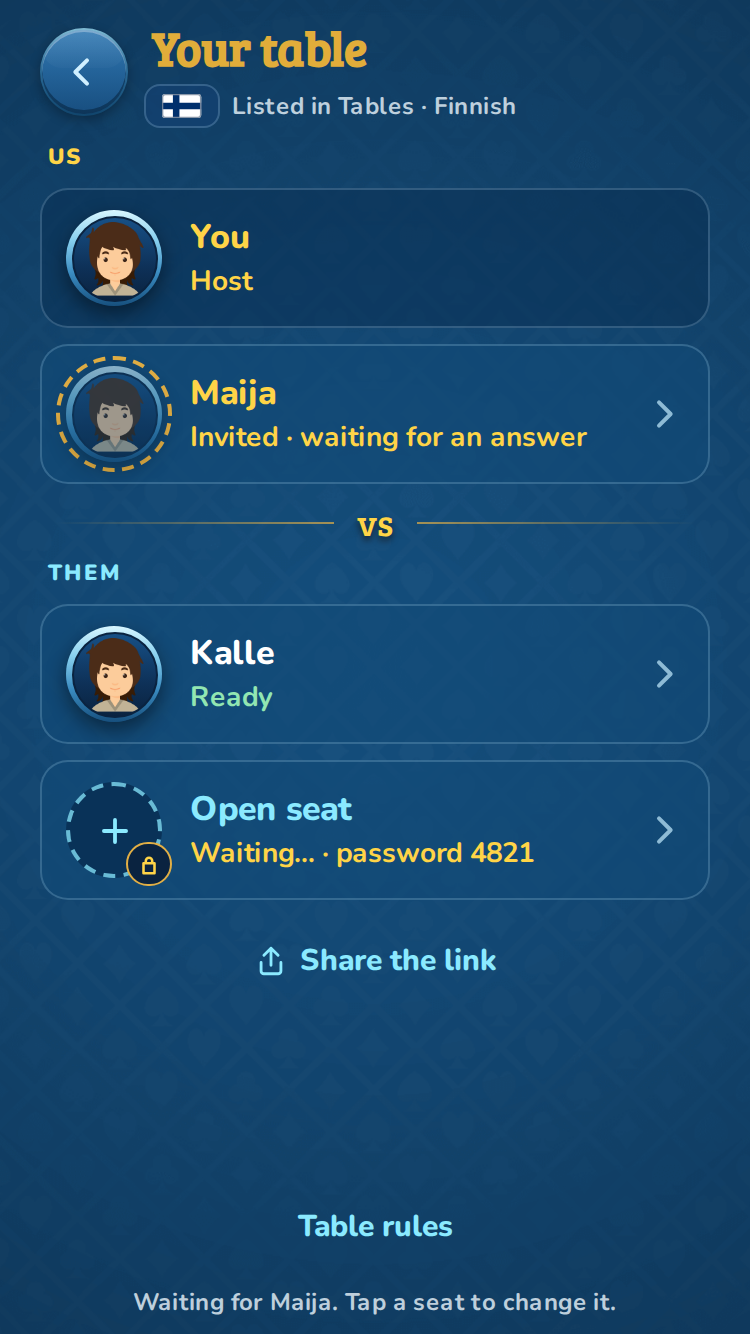 Your table
Listed in Tables · Finnish
US
You
Host
Maija
Invited · waiting for an answer
VS
THEM
Kalle
Ready
Open seat
Waiting... · password 4821
Share the link
Table rules
Waiting for Maija. Tap a seat to change it.